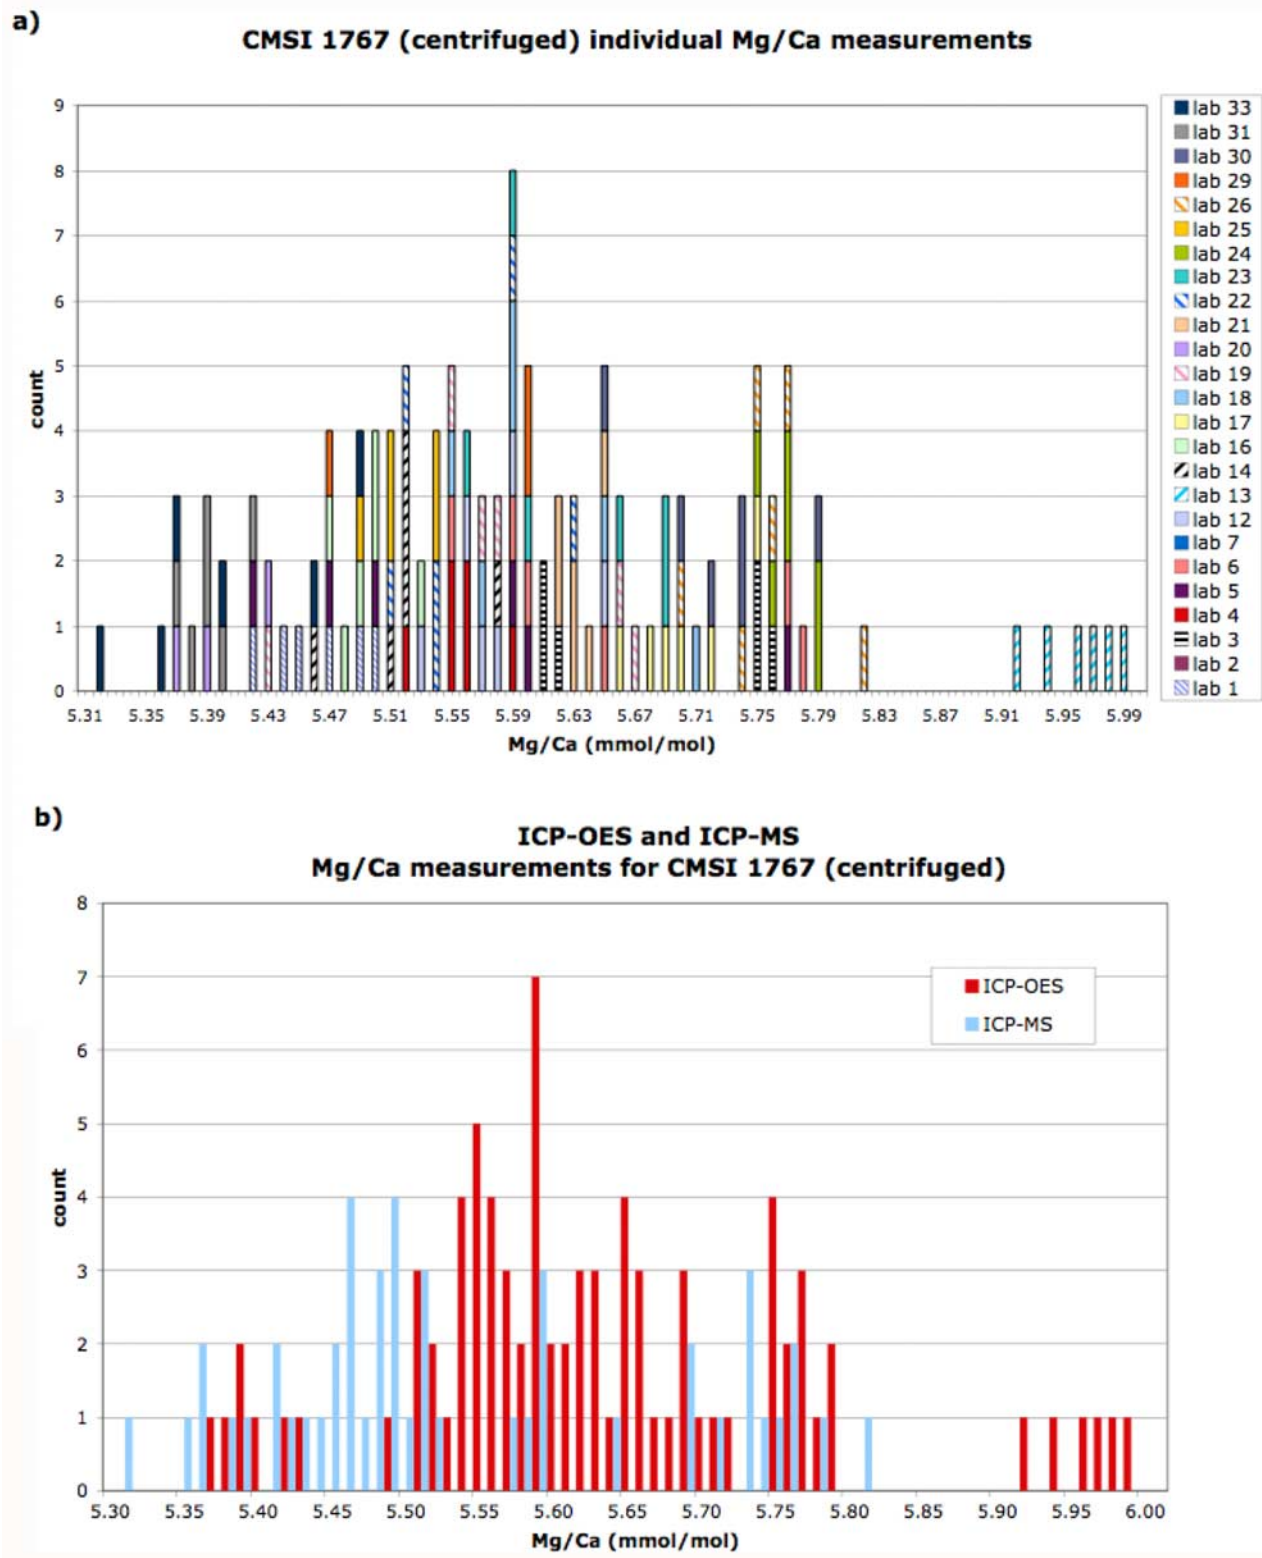 a)
CMSI 1767 (centrifuged) individual Mg/Ca measurements
9
8
7
6
5
4
3
2
1
0
count
5.31 5.35 5.39 5.43 5.47 5.51 5.55 5.59 5.63 5.67 5.71 5.75 5.79 5.83 5.87 5.91 5.95 5.99
Mg/Ca (mmol/mol)
lab 33
lab 31
lab 30
lab 29
lab 26
lab 25
lab 24
lab 23
lab 22
lab 21
lab 20
lab 19
lab 18
lab 17
lab 16
lab 14
lab 13
lab 12
lab 7
lab 6
lab 5
lab 4
lab 3
lab 2
lab 1
b)
ICP-OES and ICP-MS
Mg/Ca measurements for CMSI 1767 (centrifuged)
8
7
6
5
4
3
2
1
0
count
ICP-OES
ICP-MS
5.30 5.35 5.40 5.45 5.50 5.55 5.60 5.65 5.70 5.75 5.80 5.85 5.90 5.95 6.00
Mg/Ca (mmol/mol)